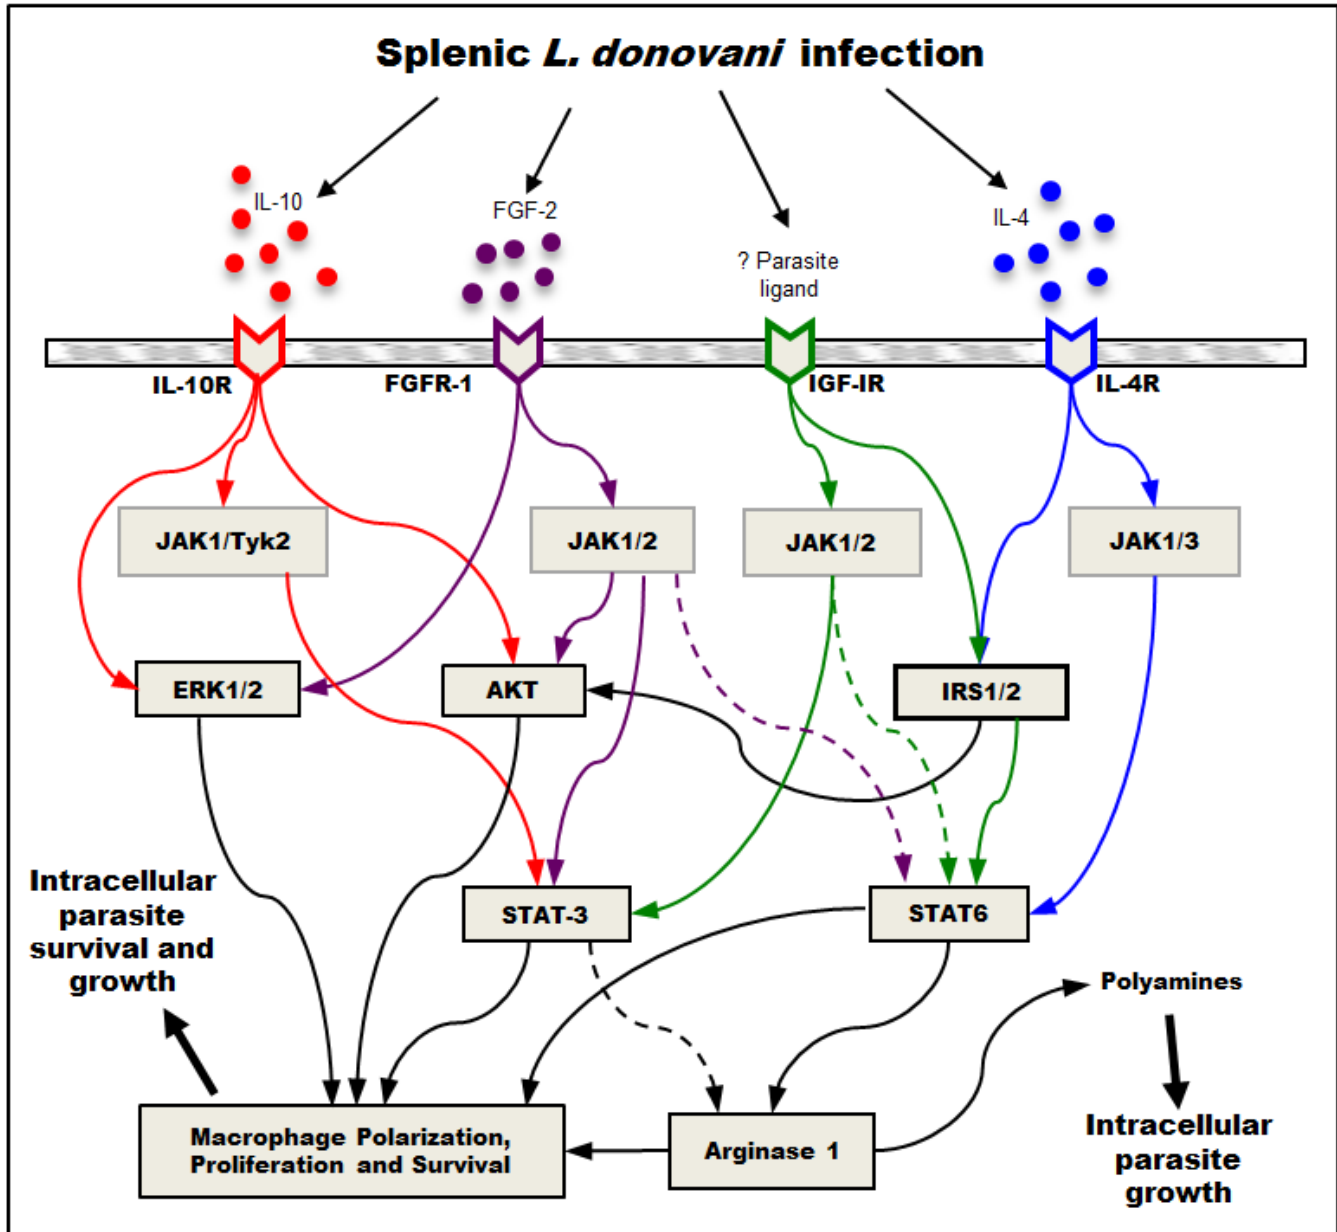 Splenic L. donovani infection
IL-10
FGF-2
IL-4
? Parasite
ligand
IL-10R
FGFR-1
IGF-IR
IL-4R
JAK1/Tyk2
JAK1/2
JAK1/2
JAK1/3
ERK1/2
AKT
IRS1/2
STAT-3
STAT6
Intracellular
parasite
survival and
growth
Polyamines
Macrophage Polarization,
Proliferation and Survival
Arginase 1
Intracellular
parasite
growth